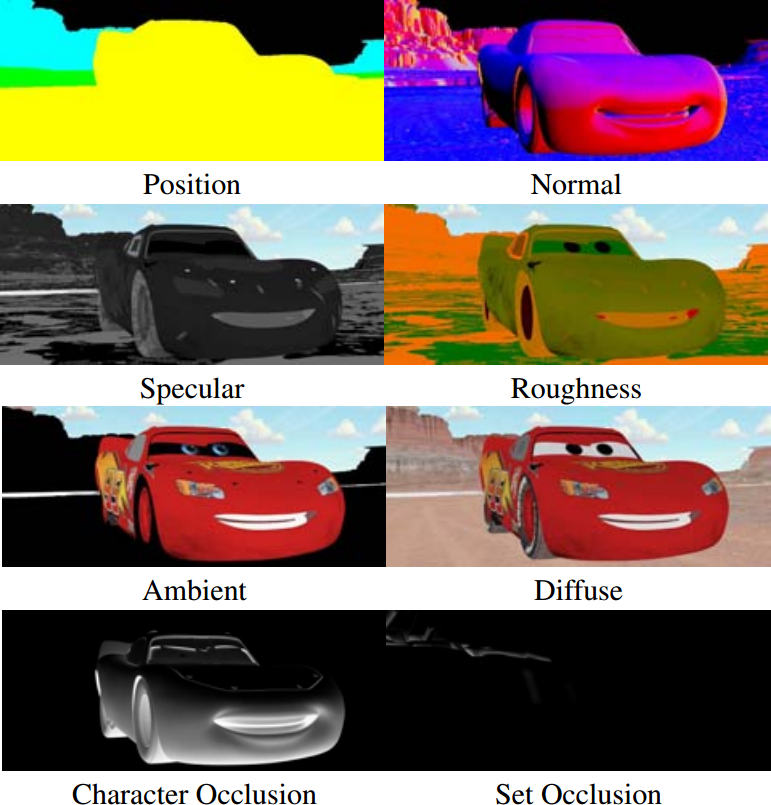 Position
Normal
Specular
Roughness
Ambient
Diffuse
Character Occlusion
Set Occlusion